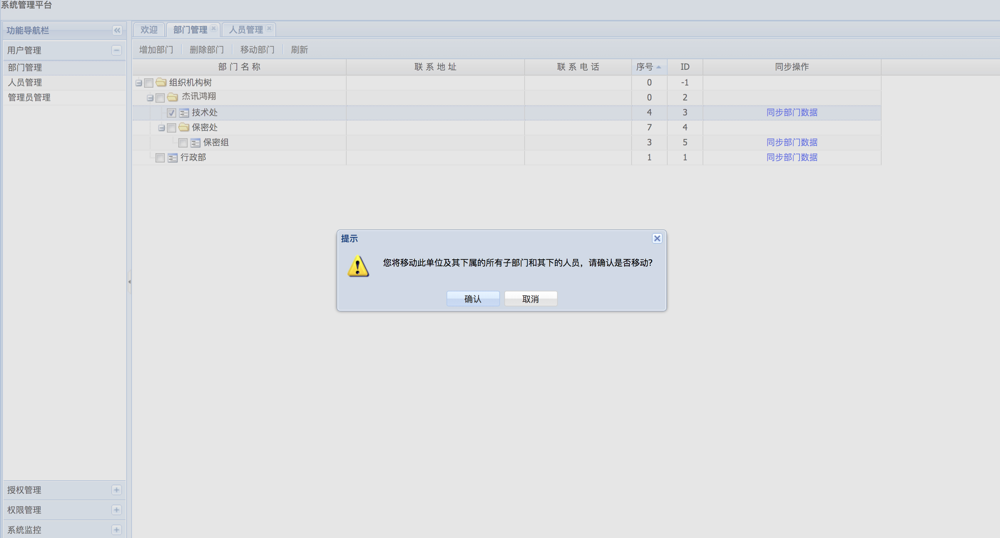 系统管理平台
功能导航栏
用户管理
部门管理
人员管理
管理员管理
授权管理
权限管理
系统监控
欢迎 部门管理 人员管理
增加部门 删除部门 移动部门 刷新
部门名称 联系地址 联系电话 序号 ID 同步操作
组织机构树 0 -1
杰讯鸿翔 0 2
技术处 4 3 同步部门数据
保密处 7 4
保密组 3 5 同步部门数据
行政部 1 1 同步部门数据
提示
您将移动此单位及其下属的所有子部门和其下的人员，请确认是否移动?
确认 取消